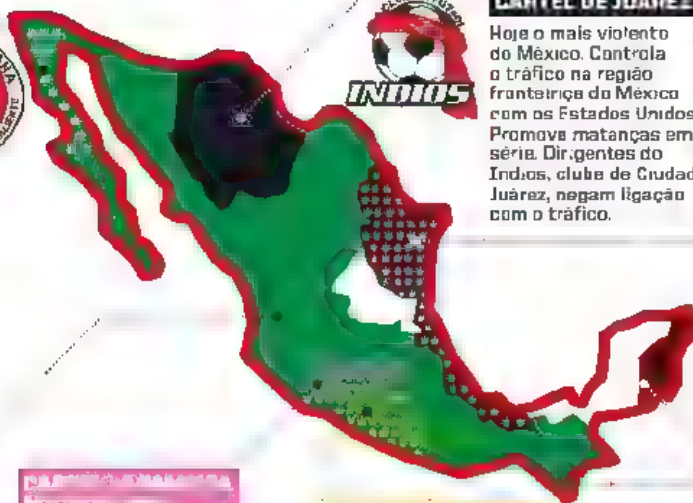 CARTEL DE JUÁREZ
Hoje o mais violento
do México. Controla
o tráfico na região
fronteiriça do México
com os Estados Unidos
Promove matanças em
série. Dirigentes do
Indios, clube de Ciudad
Juárez, negam ligação
com o tráfico.
INDIOS